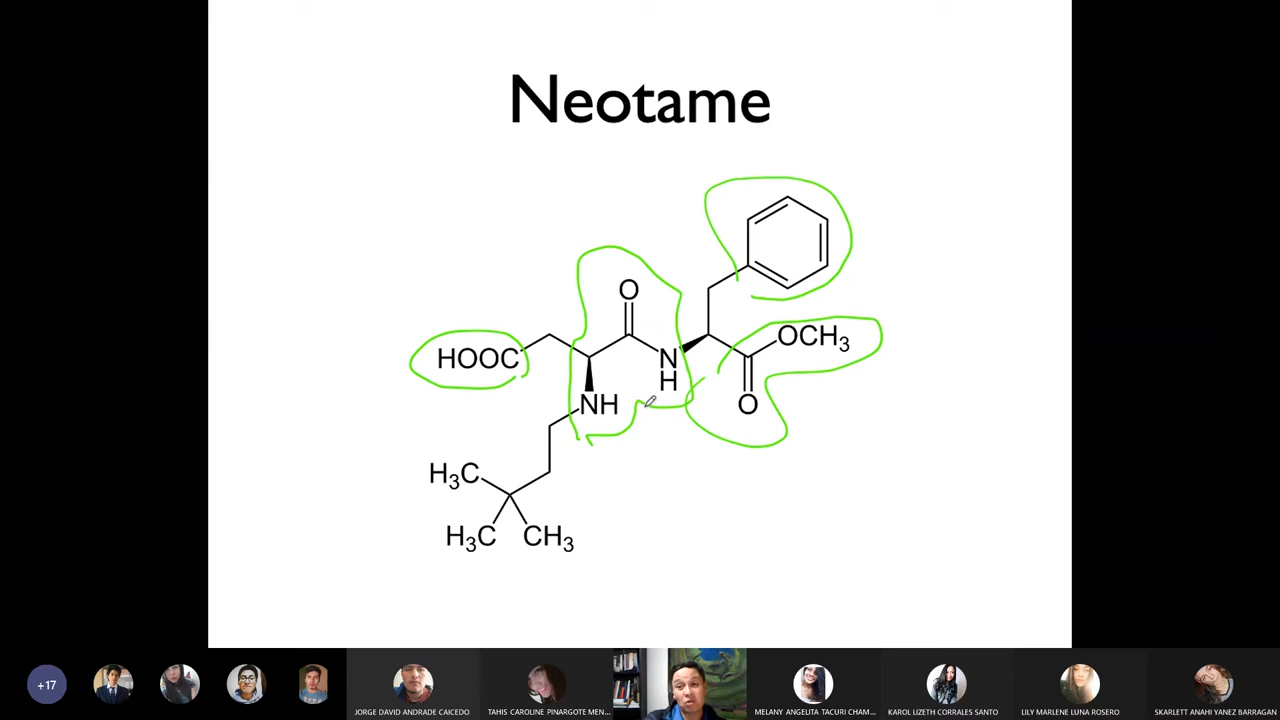 Neotame
O
HOOC
N
H
OCH3
O
NH
H3C
H3C
CH3
+17
JORGE DAVID ANDRADE CAICEDO
TAHIS CAROLINE PINARGOTE MEN...
MELANY ANGELITA TACURI CHAM...
KAROL LIZETH CORRALES SANTO
LILY MARLENE LUNA ROSERO
SKARLETT ANAHI YANEZ BARRAGAN